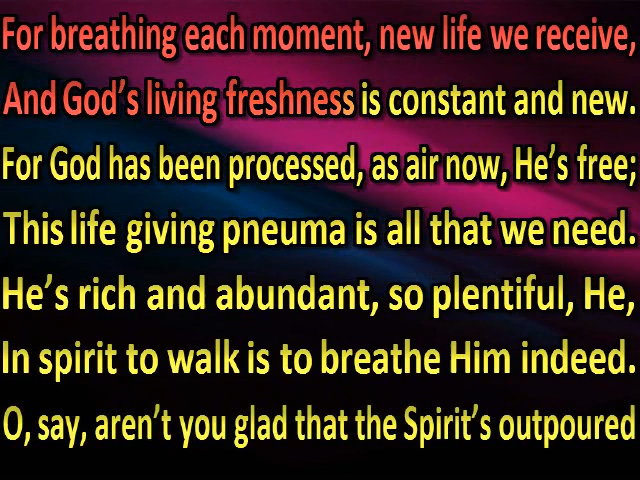 For breathing each moment, new life we receive,
And God’s living freshness is constant and new.
For God has been processed, as air now, He’s free;
This life giving pneuma is all that we need.
He’s rich and abundant, so plentiful, He,
In spirit to walk is to breathe Him indeed.
O, say, aren’t you glad that the Spirit’s outpoured